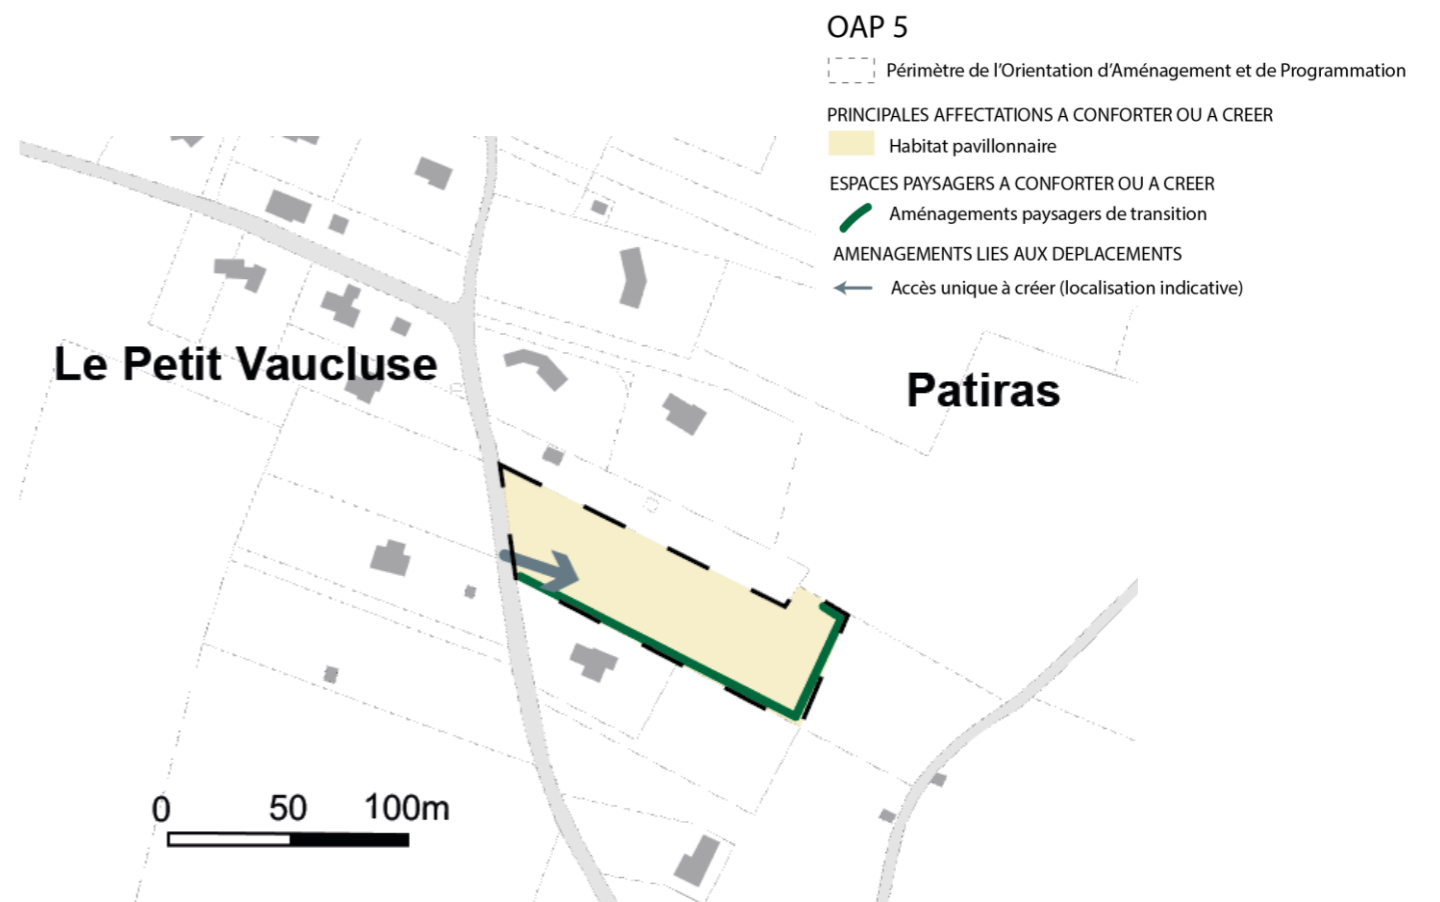 OAP 5
Périmètre de l'Orientation d'Aménagement et de Programmation
PRINCIPALES AFFECTATIONS A CONFORTER OU A CREER
Habitat pavillonnaire
ESPACES PAYSAGERS A CONFORTER OU A CREER
Aménagements paysagers de transition
AMENAGEMENTS LIES AUX DEPLACEMENTS
Accès unique à créer (localisation indicative)
Le Petit Vaucluse
Patiras
0 50 100m